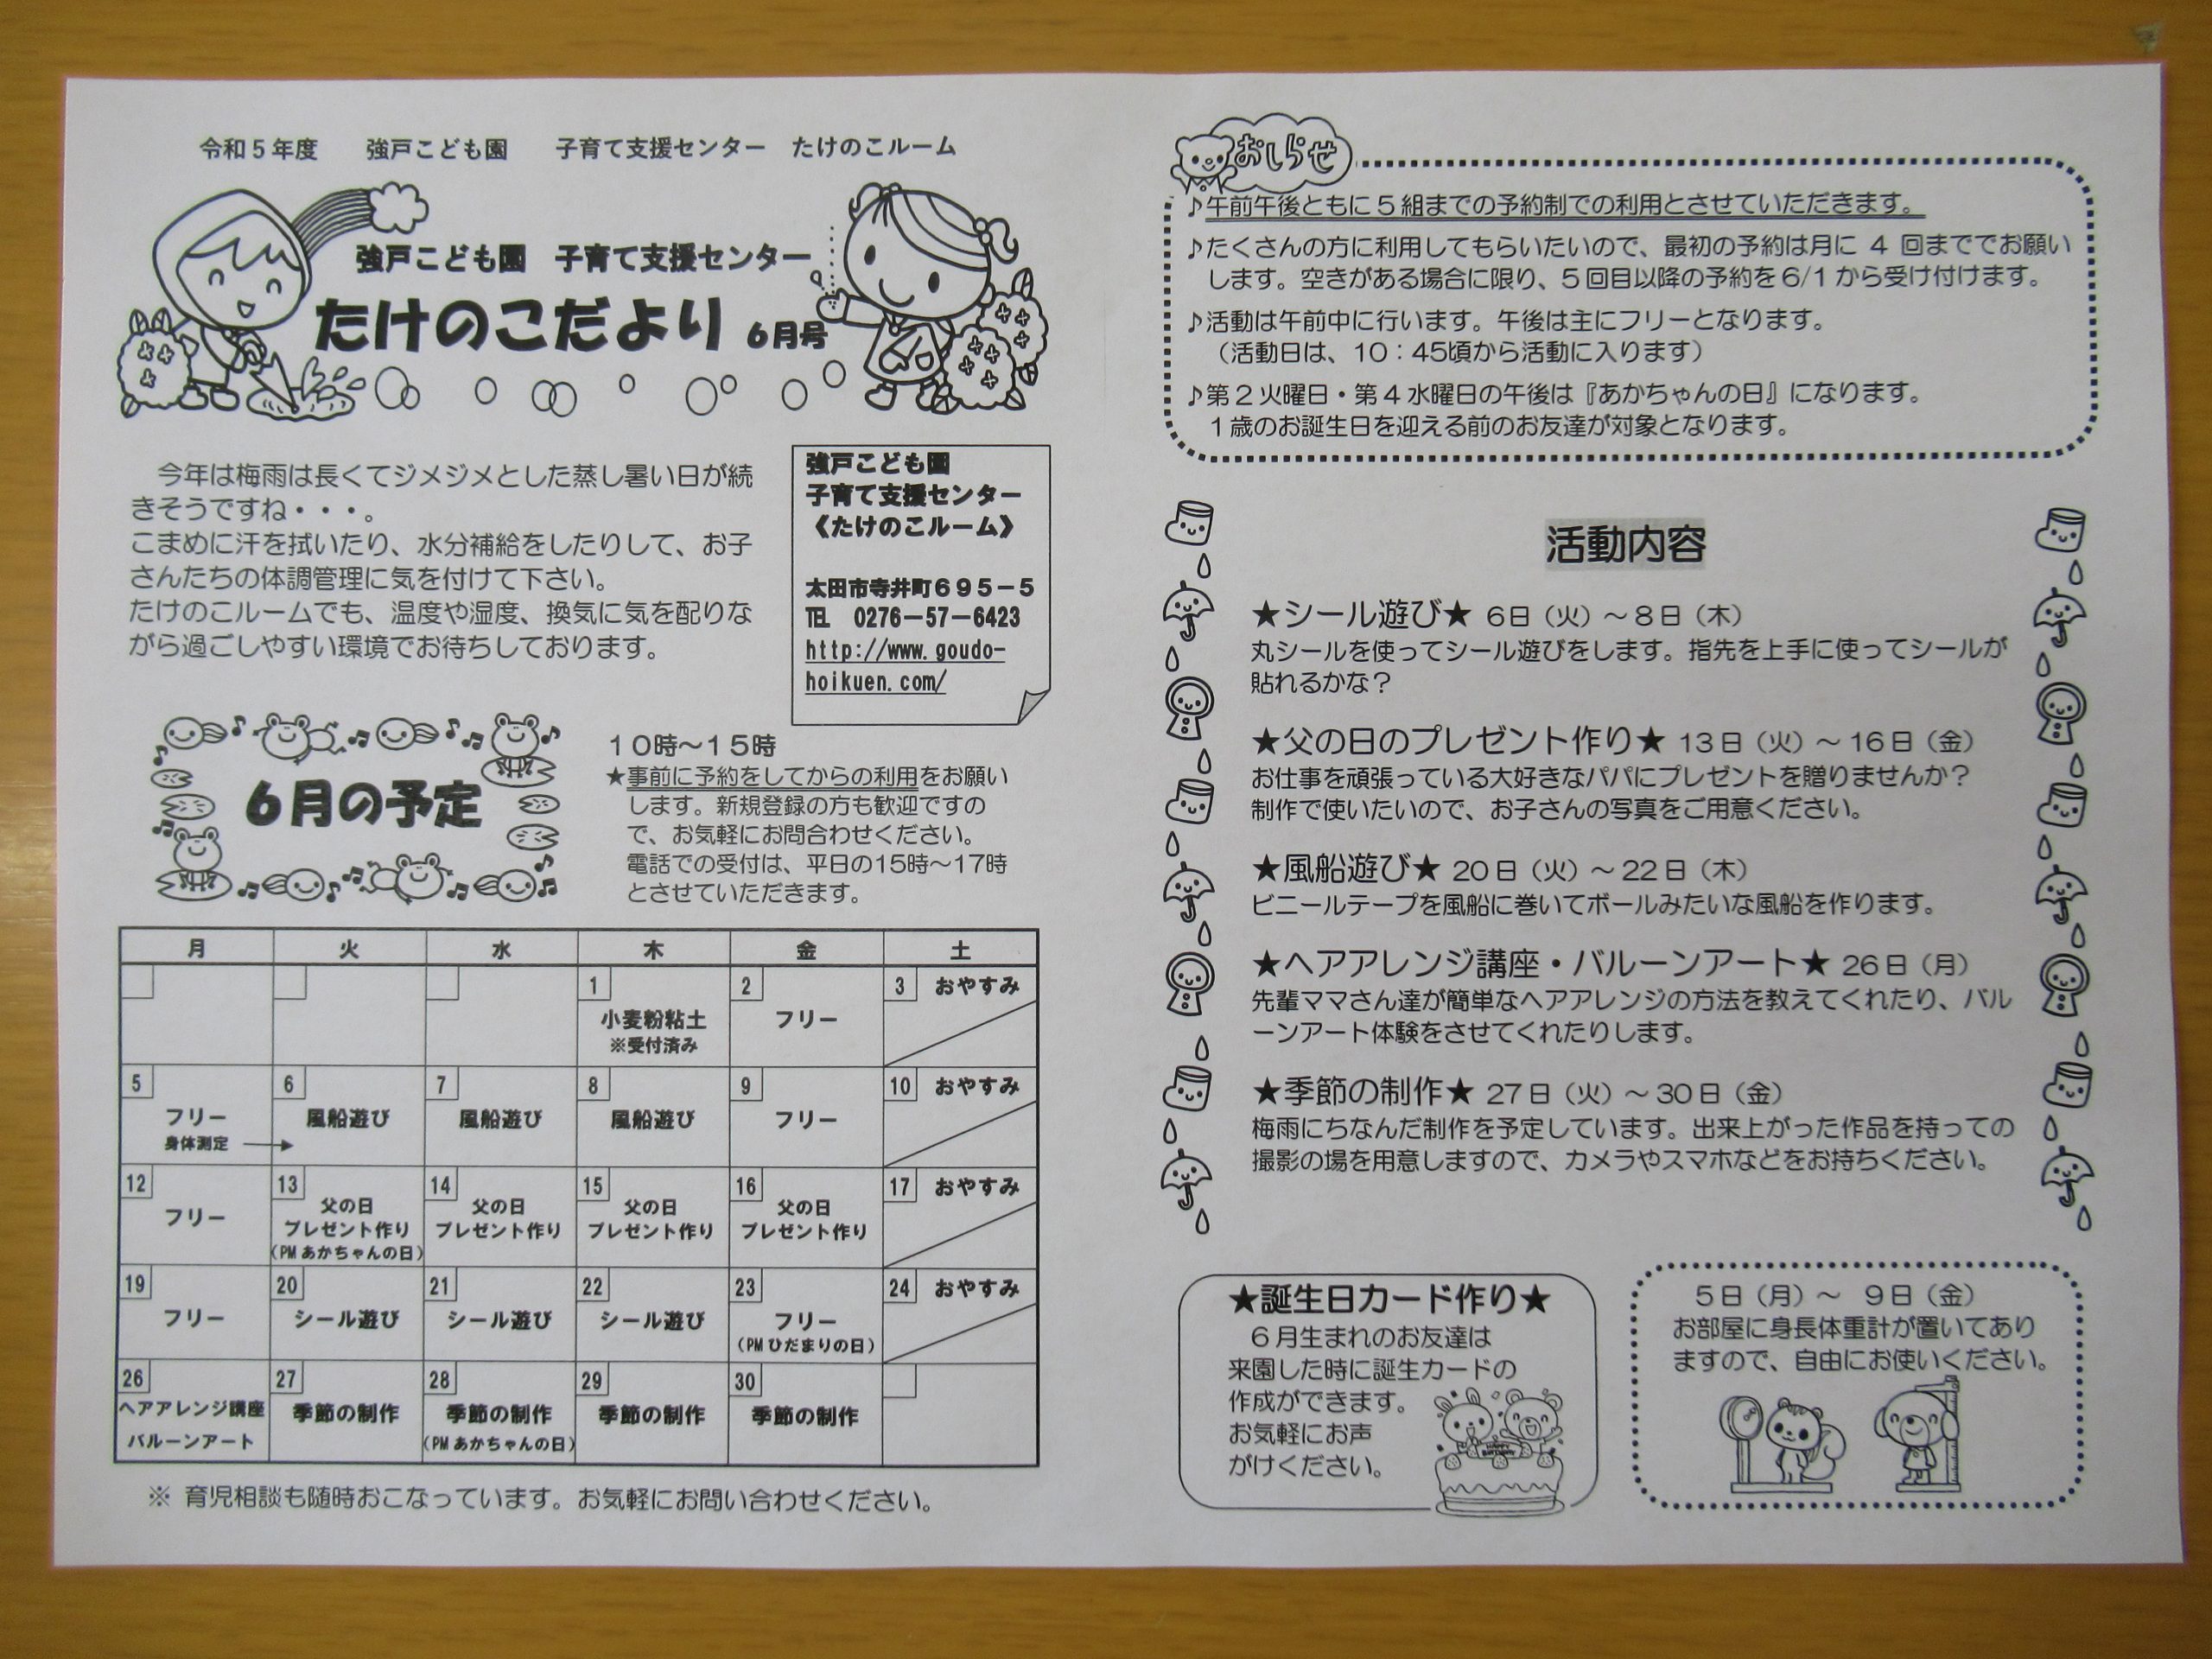 令和5年度　強戸こども園　子育て支援センター　たけのこルーム
強戸こども園　子育て支援センター
たけのこだより 6月号
今年は梅雨は長くてジメジメとした蒸し暑い日が続
きそうですね・・・。
こまめに汗を拭いたり、水分補給をしたりして、お子
さんたちの体調管理に気を付けて下さい。
たけのこルームでも、温度や湿度、換気に気を配りな
がら過ごしやすい環境でお待ちしております。
強戸こども園
子育て支援センター
《たけのこルーム》
太田市寺井町695－5
℡　0276－57－6423
http://www.goudo-
hoikuen.com/
6月の予定
10時～15時
★事前に予約をしてからの利用をお願い
します。新規登録の方も歓迎ですの
で、お気軽にお問合わせください。
電話での受付は、平日の15時～17時
とさせていただきます。
月 火 水 木 金 土
1 2 3 おやすみ
小麦粉粘土 フリー
※受付済み
5 6 7 8 9 10 おやすみ
フリー 風船遊び 風船遊び 風船遊び フリー
身体測定 →
12 13 14 15 16 17 おやすみ
フリー 父の日 父の日 父の日 父の日
プレゼント作り プレゼント作り プレゼント作り プレゼント作り
(PMあかちゃんの日)
19 20 21 22 23 24 おやすみ
フリー シール遊び シール遊び シール遊び フリー
(PMひだまりの日)
26 27 28 29 30
ヘアアレンジ講座 季節の制作 季節の制作 季節の制作 季節の制作
バルーンアート (PMあかちゃんの日)
※ 育児相談も随時おこなっています。お気軽にお問い合わせください。
おしらせ
♪午前午後ともに5組までの予約制での利用とさせていただきます。
♪たくさんの方に利用してもらいたいので、最初の予約は月に 4 回まででお願い
します。空きがある場合に限り、5回目以降の予約を6/1から受け付けます。
♪活動は午前中に行います。午後は主にフリーとなります。
（活動日は、10：45頃から活動に入ります）
♪第2火曜日・第4水曜日の午後は『あかちゃんの日』になります。
1歳のお誕生日を迎える前のお友達が対象となります。
活動内容
★シール遊び★ 6日（火）～8日（木）
丸シールを使ってシール遊びをします。指先を上手に使ってシールが
貼れるかな？
★父の日のプレゼント作り★ 13日（火）～16日（金）
お仕事を頑張っている大好きなパパにプレゼントを贈りませんか？
制作で使いたいので、お子さんの写真をご用意ください。
★風船遊び★ 20日（火）～22日（木）
ビニールテープを風船に巻いてボールみたいな風船を作ります。
★ヘアアレンジ講座・バルーンアート★ 26日（月）
先輩ママさん達が簡単なヘアアレンジの方法を教えてくれたり、バル
ーンアート体験をさせてくれたりします。
★季節の制作★ 27日（火）～30日（金）
梅雨にちなんだ制作を予定しています。出来上がった作品を持っての
撮影の場を用意しますので、カメラやスマホなどをお持ちください。
★誕生日カード作り★
6月生まれのお友達は
来園した時に誕生カードの
作成ができます。
お気軽にお声
がけください。
5日（月）～ 9日（金）
お部屋に身長体重計が置いてあり
ますので、自由にお使いください。